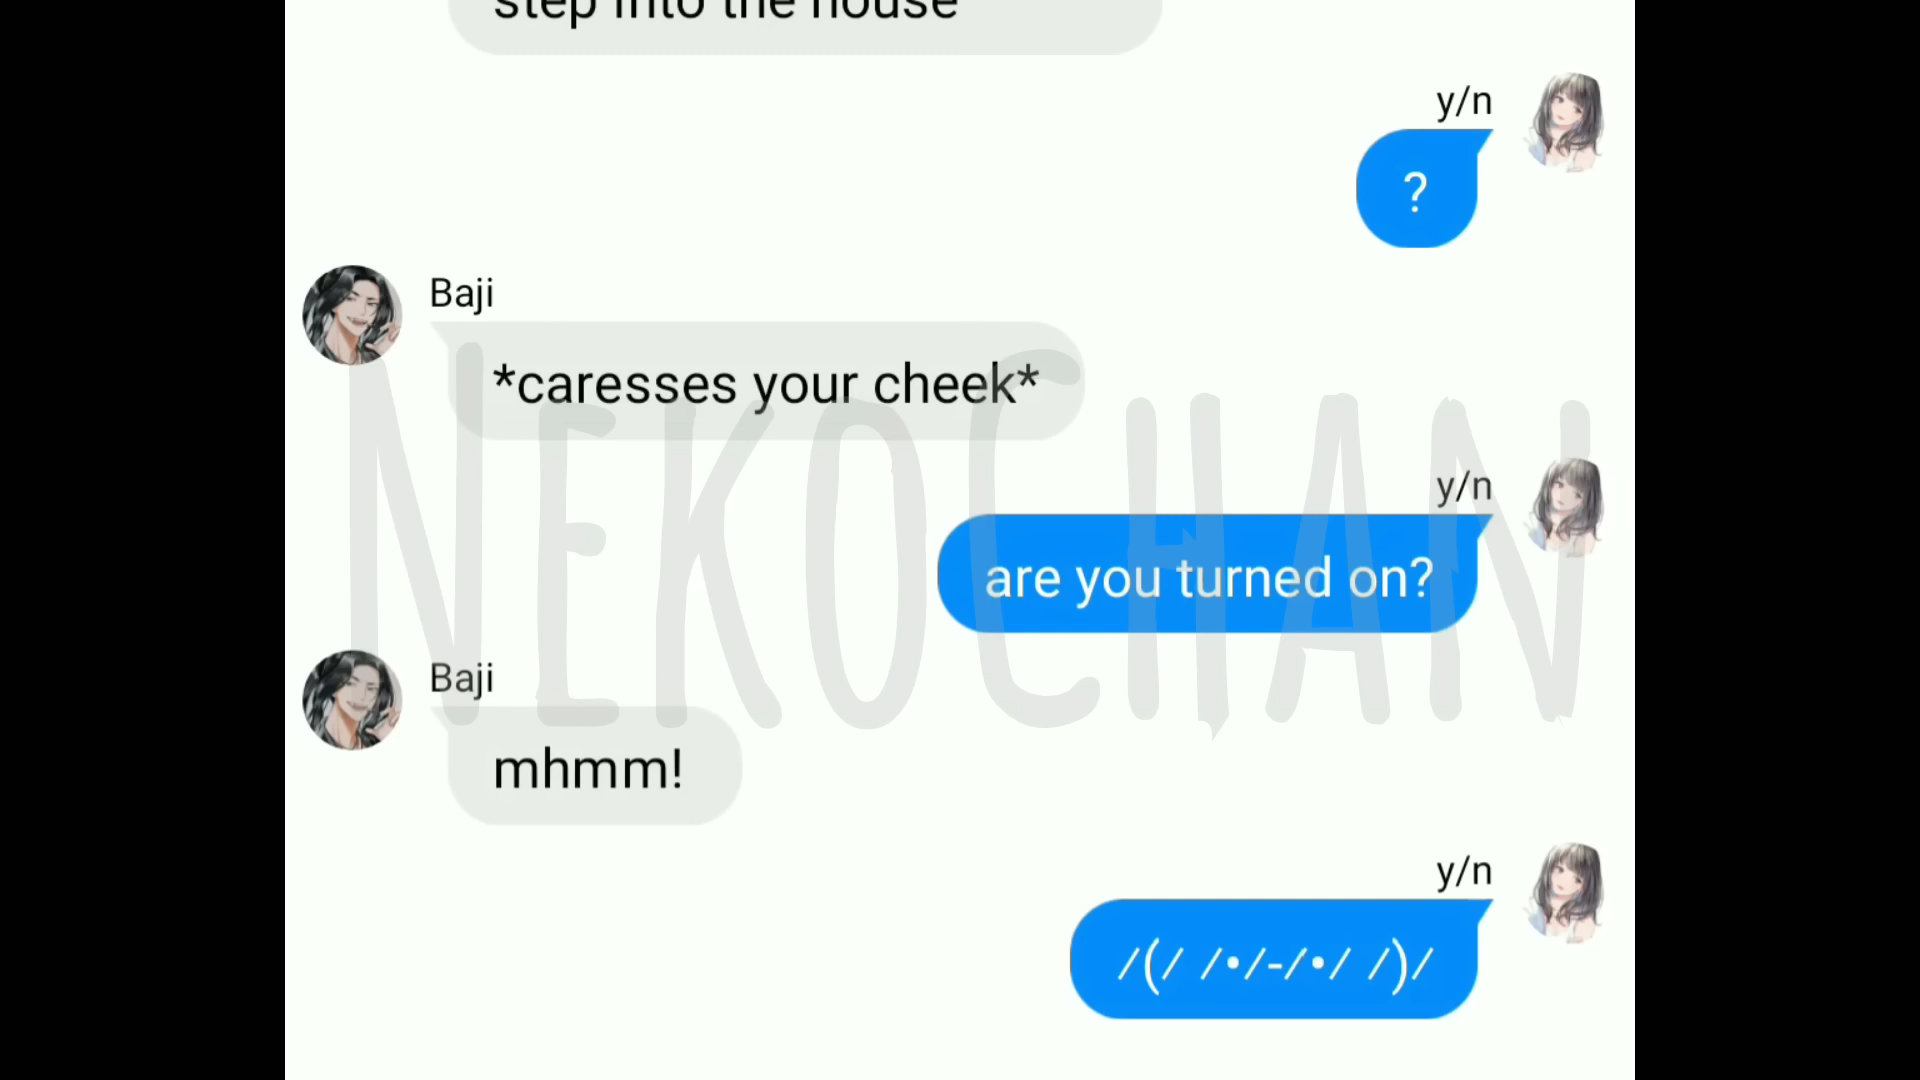 step into the house
y/n
?
Baji
*caresses your cheek*
y/n
are you turned on?
Baji
mhmm!
y/n
/(/ /•/-/•/ /)/
NEKOCHAN